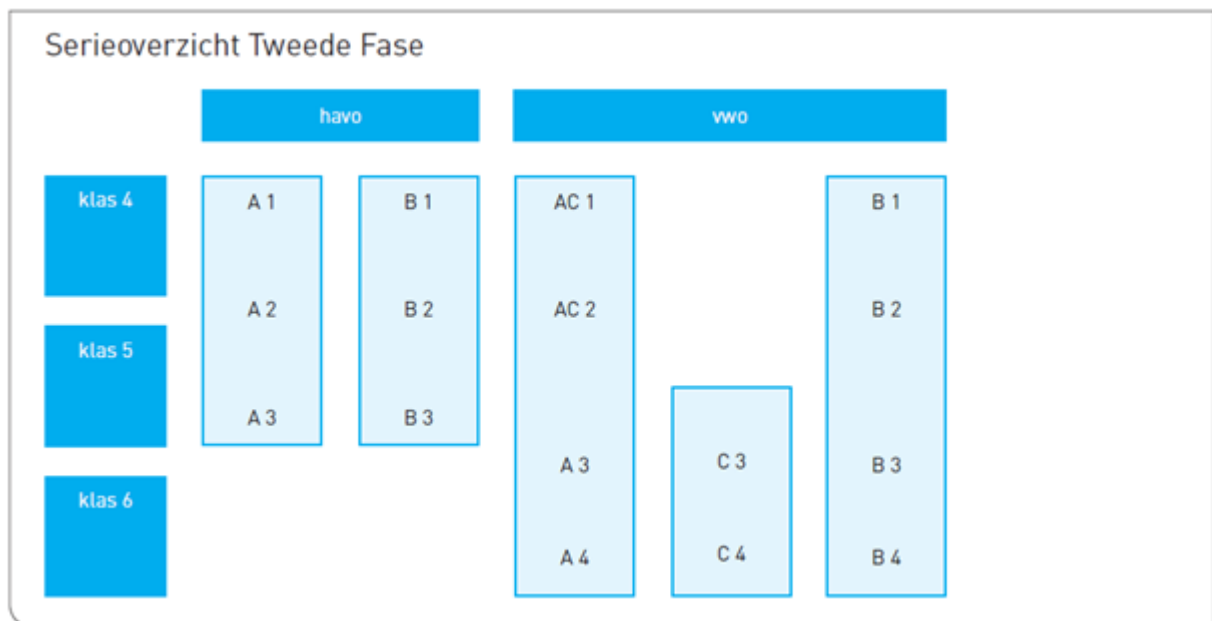 Serieoverzicht Tweede Fase
havo vwo
klas 4 A 1 B 1 AC 1 B 1
A 2 B 2 AC 2 B 2
klas 5
A 3 B 3
A 3 C 3 B 3
klas 6
A 4 C 4 B 4